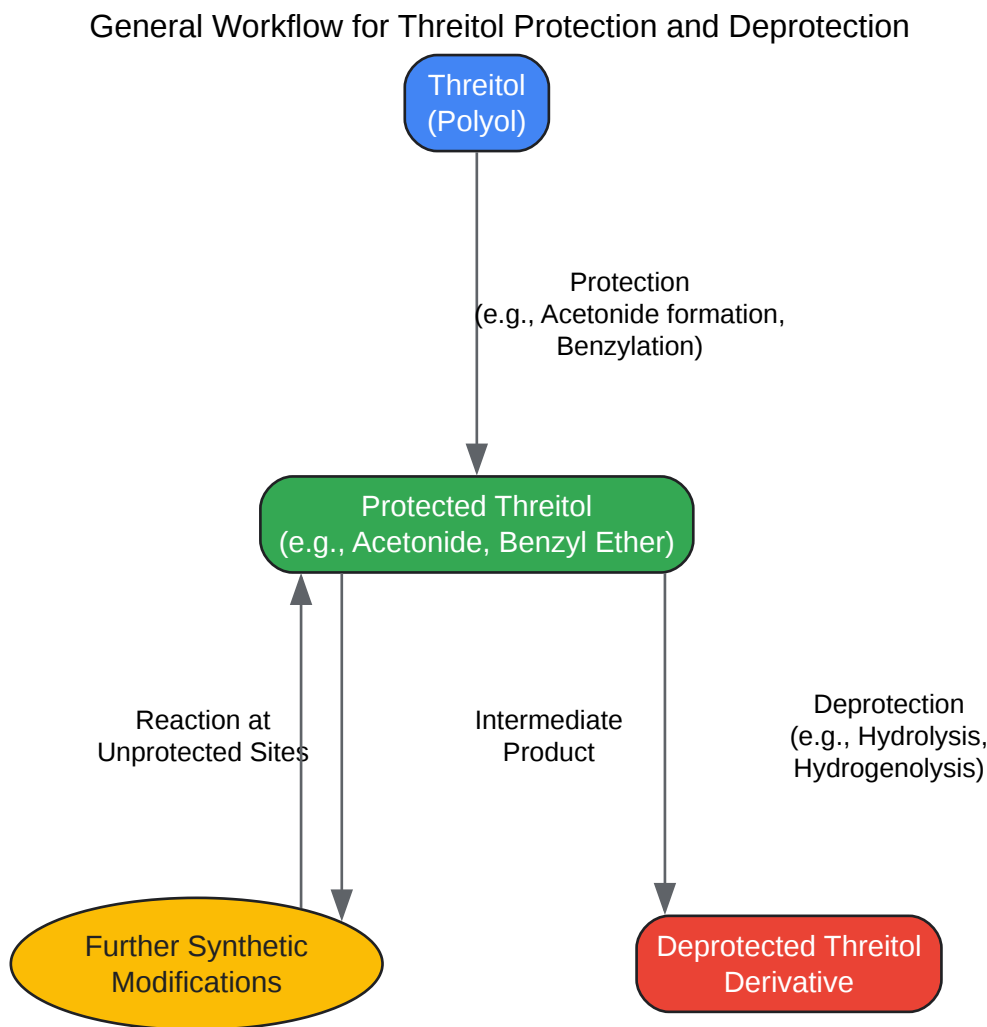 General Workflow for Threitol Protection and Deprotection
Threitol
(Polyol)
Protection
(e.g., Acetonide formation,
Benzylation)
Protected Threitol
(e.g., Acetonide, Benzyl Ether)
Reaction at
Unprotected Sites
Intermediate
Product
Deprotection
(e.g., Hydrolysis,
Hydrogenolysis)
Further Synthetic
Modifications
Deprotected Threitol
Derivative